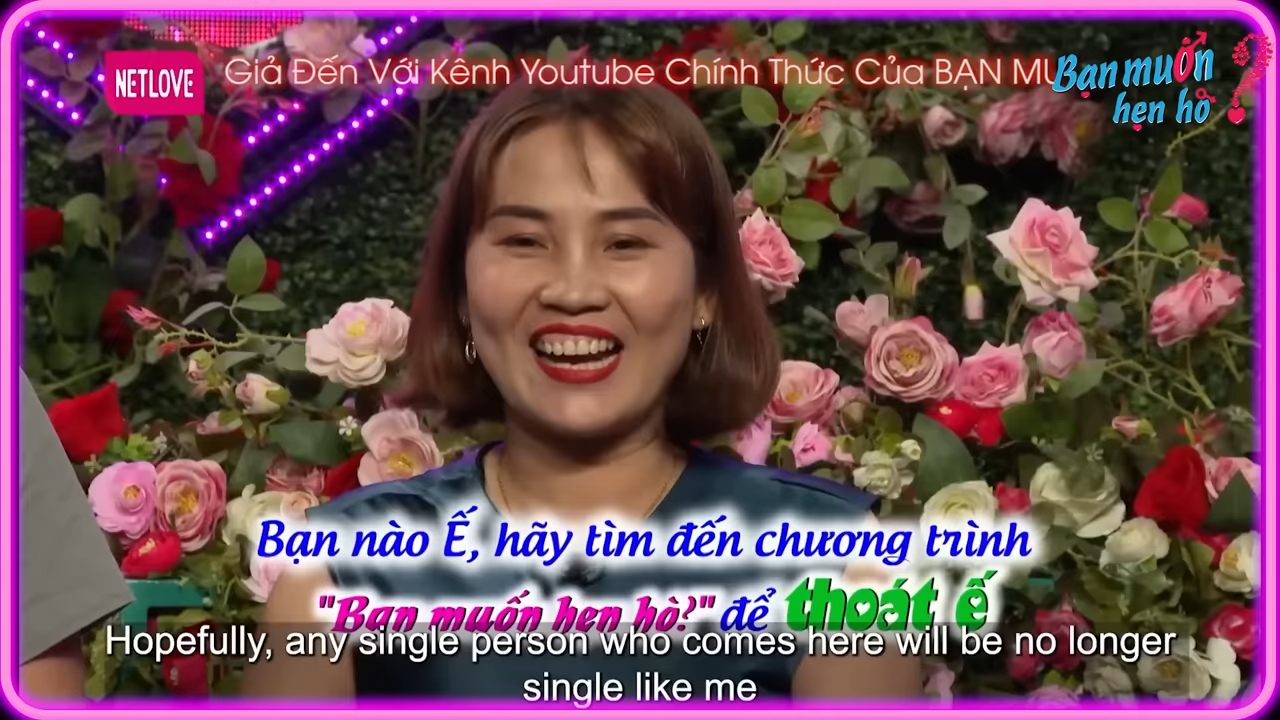 NETLOVE
Giả Đến Với Kênh Youtube Chính Thức Của BẠN MU
Bạn muốn
hẹn hò
Bạn nào Ế, hãy tìm đến chương trình
"Bạn muốn hẹn hò?" để thoát ế
Hopefully, any single person who comes here will be no longer
single like me